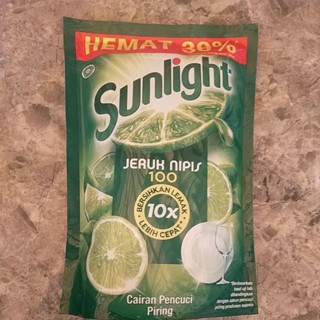 HEMAT 30%
Sunlight
JERUK NIPIS
100
BERSIHKAN LEMAK
10x
LEBIH CEPAT
Cairan Pencuci
Piring